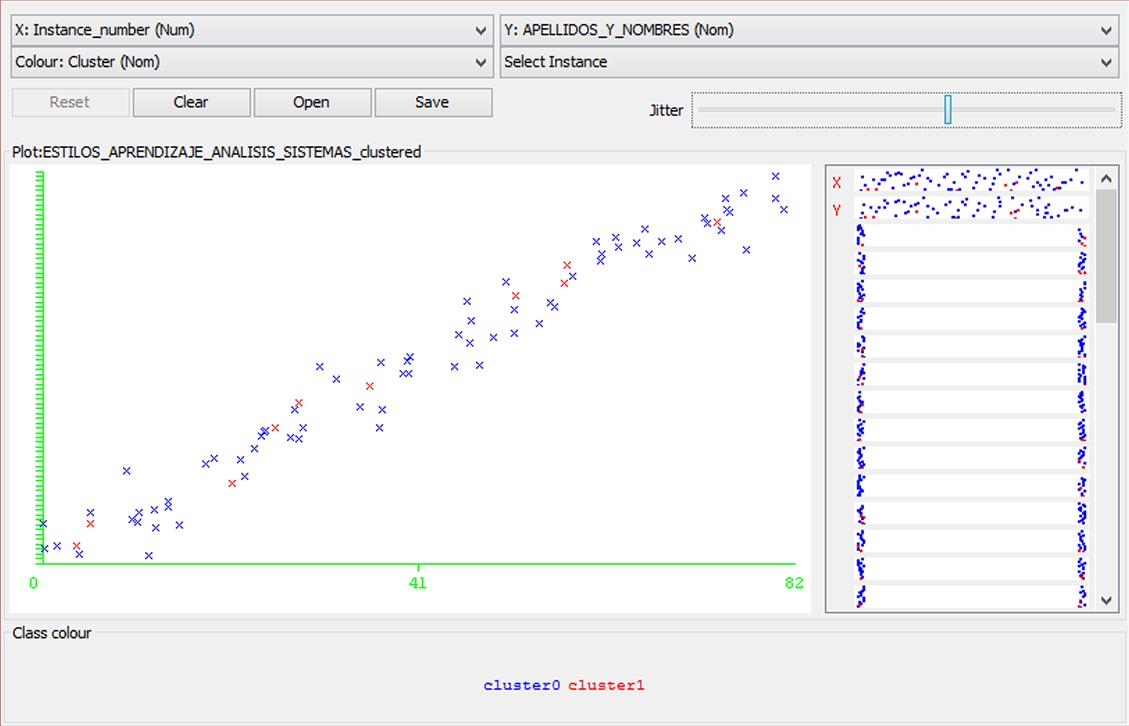 X: Instance_number (Num) Y: APELLIDOS_Y_NOMBRES (Nom)
Colour: Cluster (Nom) Select Instance
Reset Clear Open Save Jitter
Plot:ESTILOS_APRENDIZAJE_ANALISIS_SISTEMAS_clustered
X
Y
0 41 82
Class colour
cluster0 cluster1